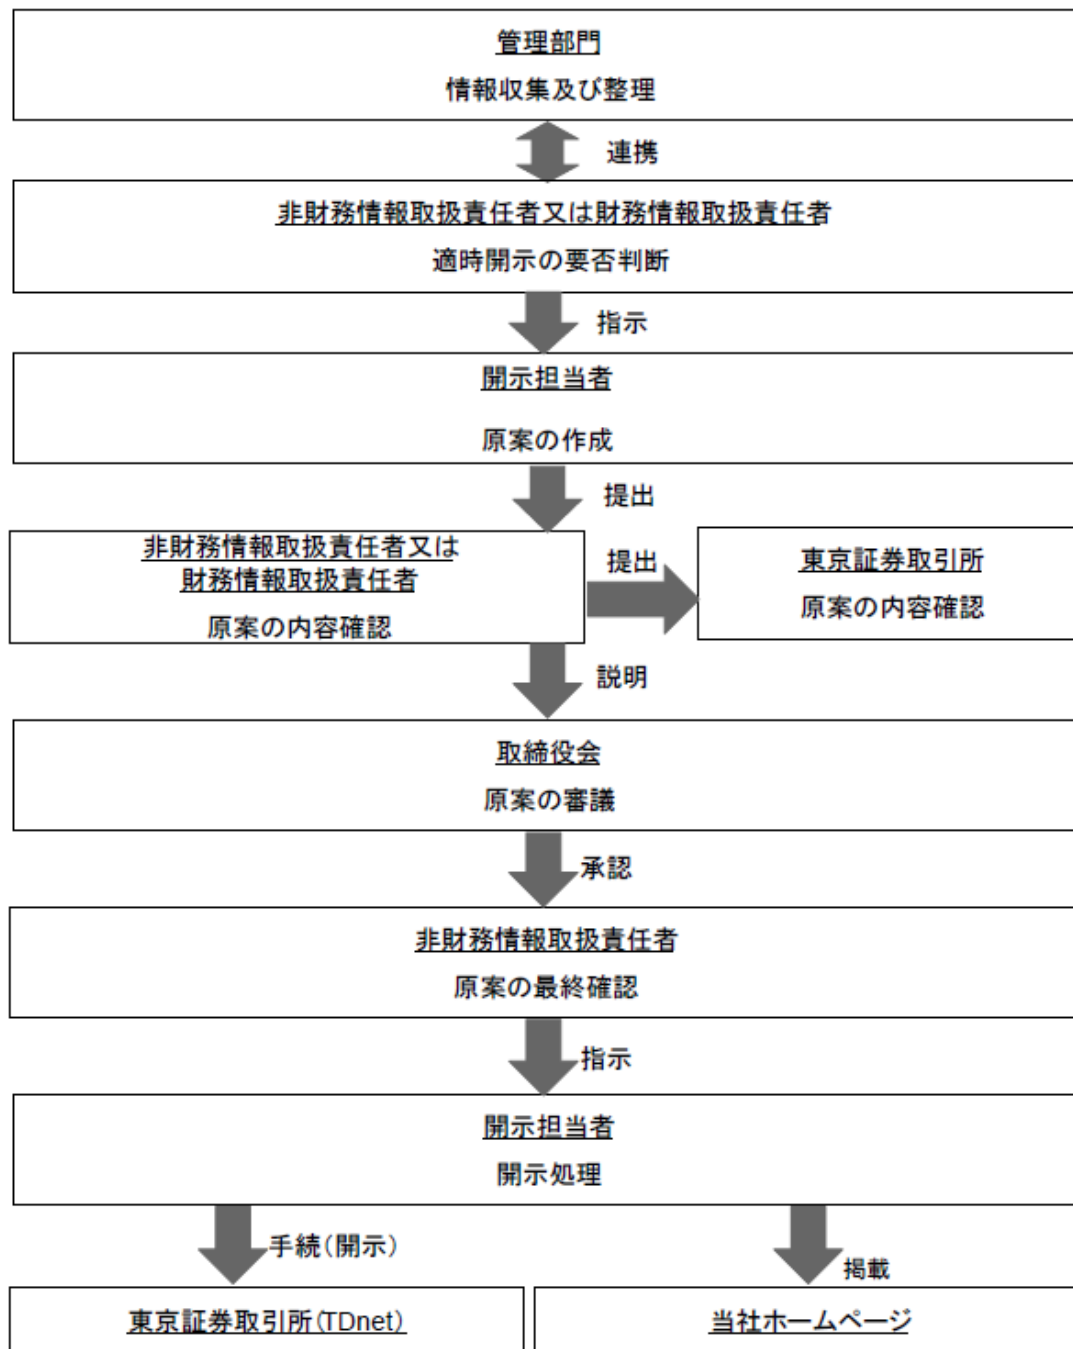 管理部門
情報収集及び整理
連携
非財務情報取扱責任者又は財務情報取扱責任者
適時開示の要否判断
指示
開示担当者
原案の作成
提出
非財務情報取扱責任者又は
財務情報取扱責任者
原案の内容確認
提出
東京証券取引所
原案の内容確認
説明
取締役会
原案の審議
承認
非財務情報取扱責任者
原案の最終確認
指示
開示担当者
開示処理
手続(開示)
掲載
東京証券取引所(TDnet)
当社ホームページ